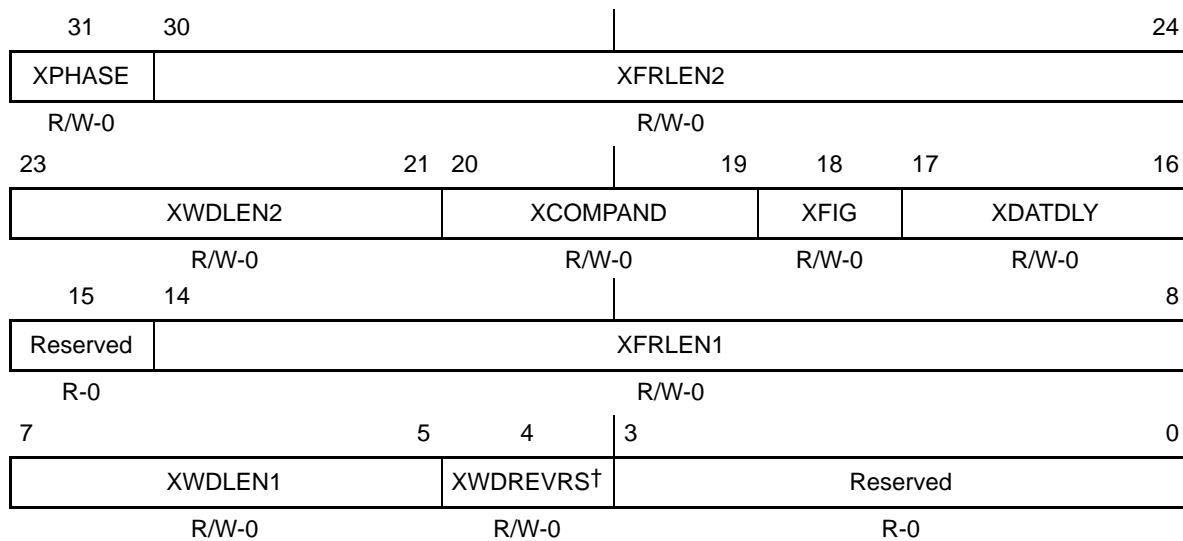 31 30 24
XPHASE XFRLEN2
R/W-0 R/W-0
23 21 20 19 18 17 16
XWDLEN2 XCOMPAND XFIG XDATDLY
R/W-0 R/W-0 R/W-0 R/W-0
15 14 8
Reserved XFRLEN1
R-0 R/W-0
7 5 4 3 0
XWDLEN1 XWDREVRS† Reserved
R/W-0 R/W-0 R-0